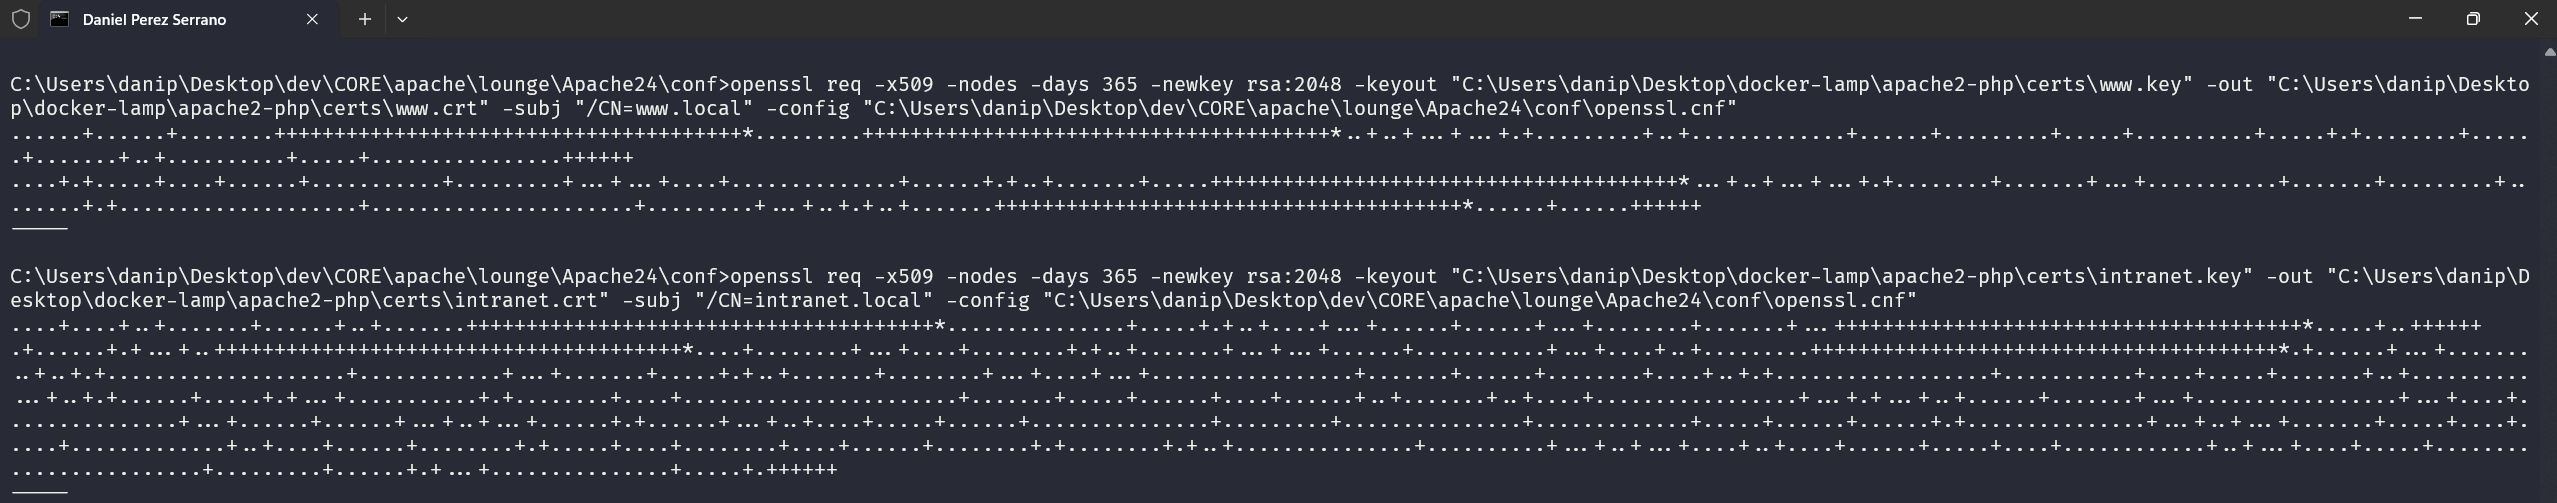 Daniel Perez Serrano
C:\Users\danip\Desktop\dev\CORE\apache\lounge\Apache24\conf>openssl req -x509 -nodes -days 365 -newkey rsa:2048 -keyout "C:\Users\danip\Desktop\docker-lamp\apache2-php\certs\www.key" -out "C:\Users\danip\Deskto
p\docker-lamp\apache2-php\certs\www.crt" -subj "/CN=www.local" -config "C:\Users\danip\Desktop\dev\CORE\apache\lounge\Apache24\conf\openssl.cnf"
-----
C:\Users\danip\Desktop\dev\CORE\apache\lounge\Apache24\conf>openssl req -x509 -nodes -days 365 -newkey rsa:2048 -keyout "C:\Users\danip\Desktop\docker-lamp\apache2-php\certs\intranet.key" -out "C:\Users\danip\D
esktop\docker-lamp\apache2-php\certs\intranet.crt" -subj "/CN=intranet.local" -config "C:\Users\danip\Desktop\dev\CORE\apache\lounge\Apache24\conf\openssl.cnf"
-----